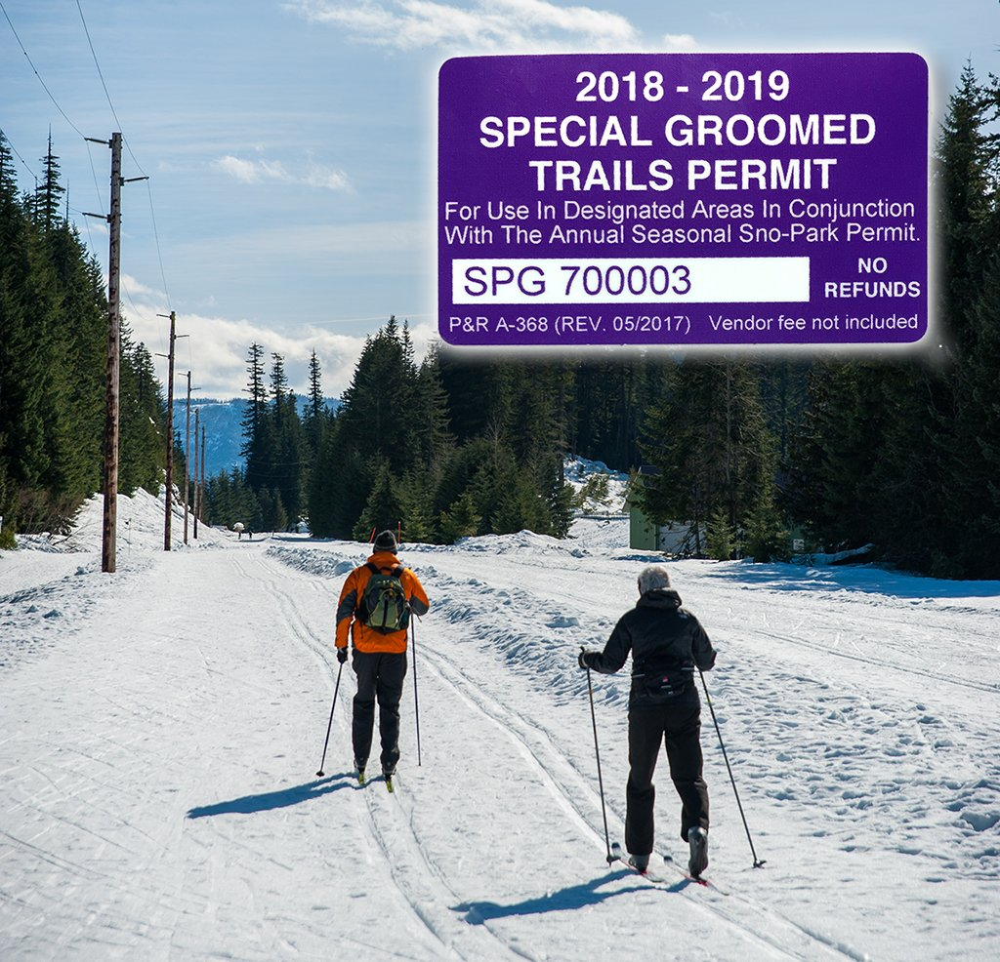 2018 - 2019
SPECIAL GROOMED
TRAILS PERMIT
For Use In Designated Areas In Conjunction
With The Annual Seasonal Sno-Park Permit.
SPG 700003
NO
REFUNDS
P&R A-368 (REV. 05/2017) Vendor fee not included